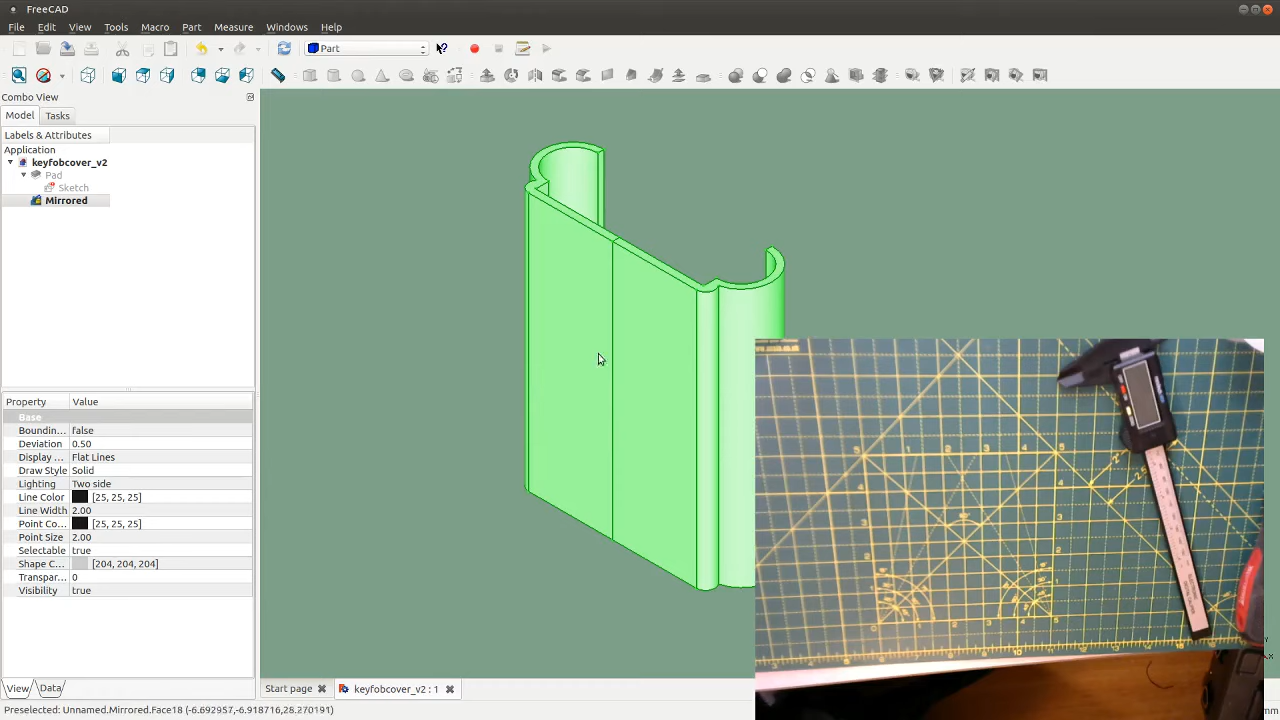 FreeCAD
File Edit View Tools Macro Part Measure Windows Help
Part
Combo View
Model Tasks
Labels & Attributes
Application
keyfobcover_v2
Pad
Sketch
Mirrored
Property Value
Base
Boundin... false
Deviation 0.50
Display ... Flat Lines
Draw Style Solid
Lighting Two side
Line Color [25, 25, 25]
Line Width 2.00
Point Co... [25, 25, 25]
Point Size 2.00
Selectable true
Shape C... [204, 204, 204]
Transpar... 0
Visibility true
View Data
Start page keyfobcover_v2 : 1
Preselected: Unnamed.Mirrored.Face18 (-6.692957,-6.918716,28.270191)
mm